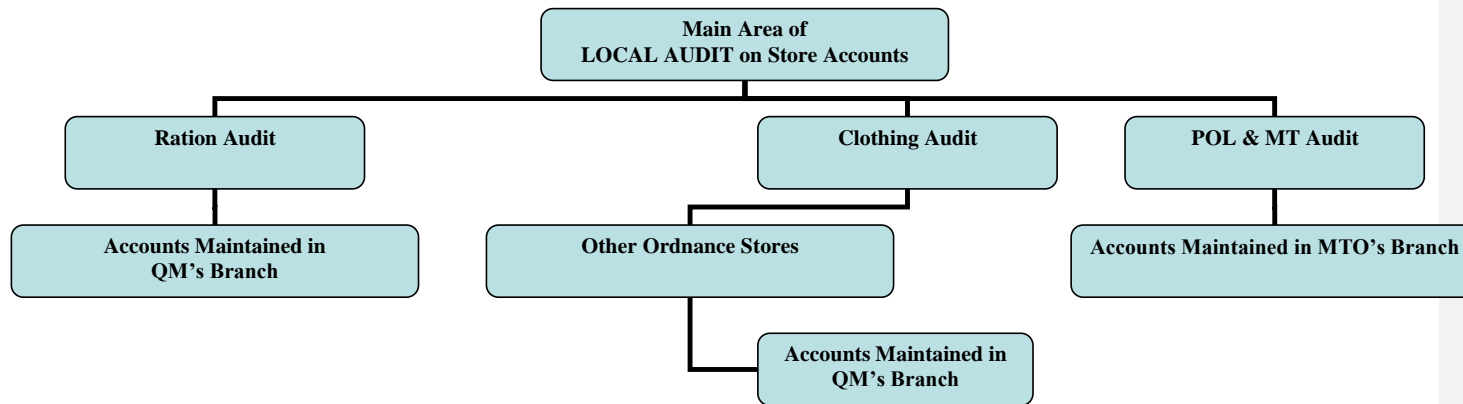 Main Area of
LOCAL AUDIT on Store Accounts
Ration Audit
Clothing Audit
POL & MT Audit
Accounts Maintained in
QM's Branch
Other Ordnance Stores
Accounts Maintained in MTO's Branch
Accounts Maintained in
QM's Branch